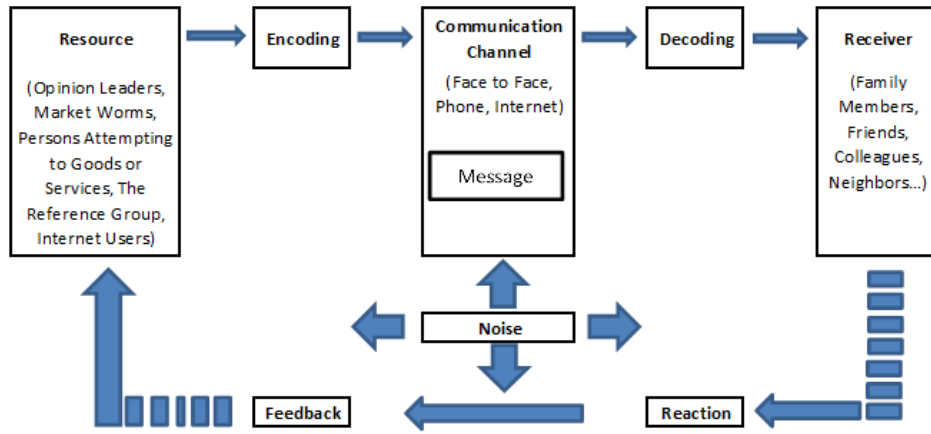 Resource
(Opinion Leaders,
Market Worms,
Persons Attempting
to Goods or
Services, The
Reference Group,
Internet Users)
Encoding
Communication
Channel
(Face to Face,
Phone, Internet)
Message
Decoding
Receiver
(Family
Members,
Friends,
Colleagues,
Neighbors...)
Noise
Feedback
Reaction